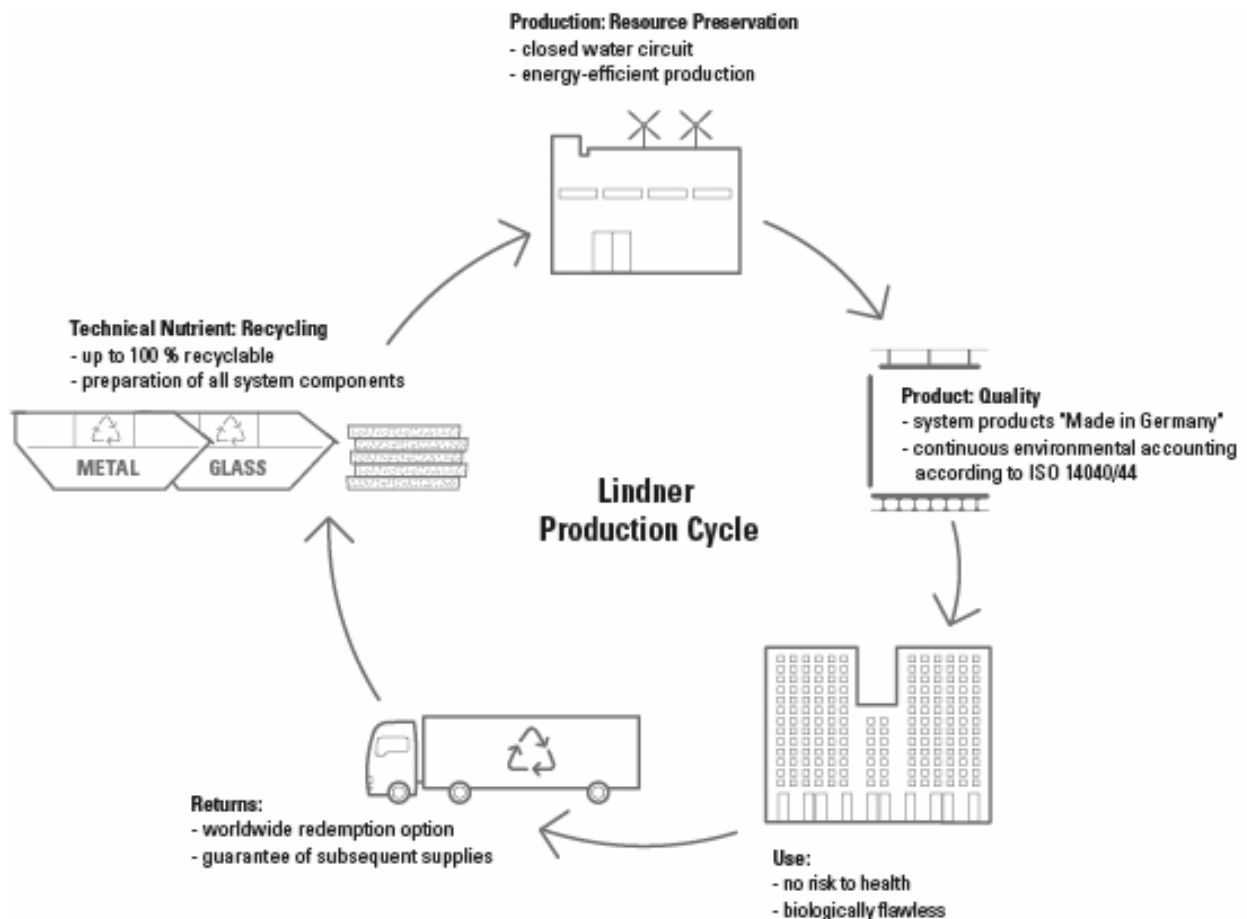 Production: Resource Preservation
- closed water circuit
- energy-efficient production
Technical Nutrient: Recycling
- up to 100 % recyclable
- preparation of all system components
METAL
GLASS
Product: Quality
- system products "Made in Germany"
- continuous environmental accounting
according to ISO 14040/44
Lindner
Production Cycle
Returns:
- worldwide redemption option
- guarantee of subsequent supplies
Use:
- no risk to health
- biologically flawless